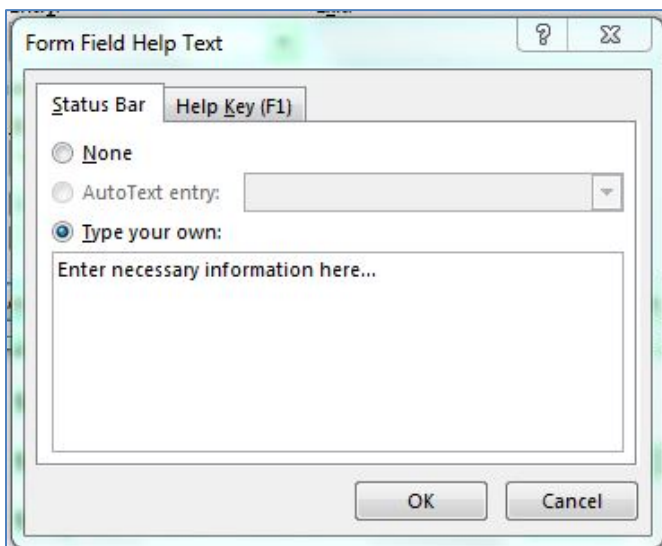 Form Field Help Text
Status Bar
Help Key (F1)
None
AutoText entry:
Type your own:
Enter necessary information here...
OK
Cancel